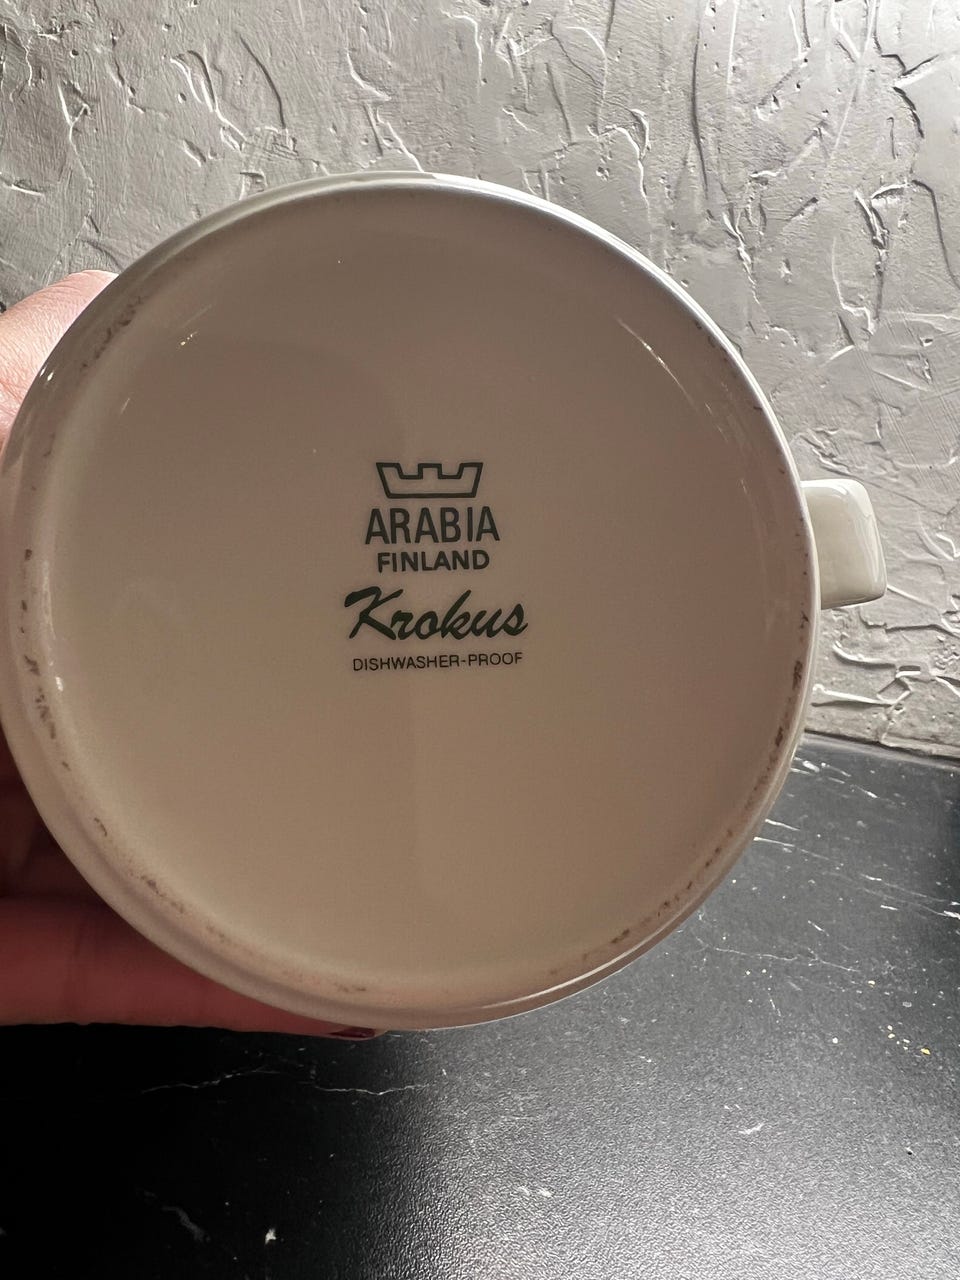 ARABIA
FINLAND
Krokus
DISHWASHER-PROOF